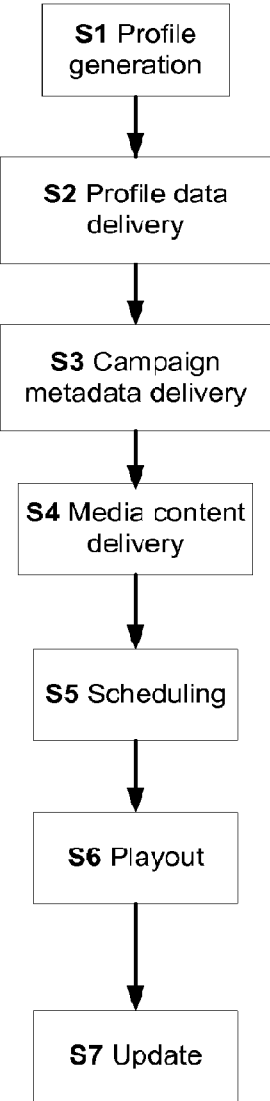 S1 Profile
generation
S2 Profile data
delivery
S3 Campaign
metadata delivery
S4 Media content
delivery
S5 Scheduling
S6 Playout
S7 Update